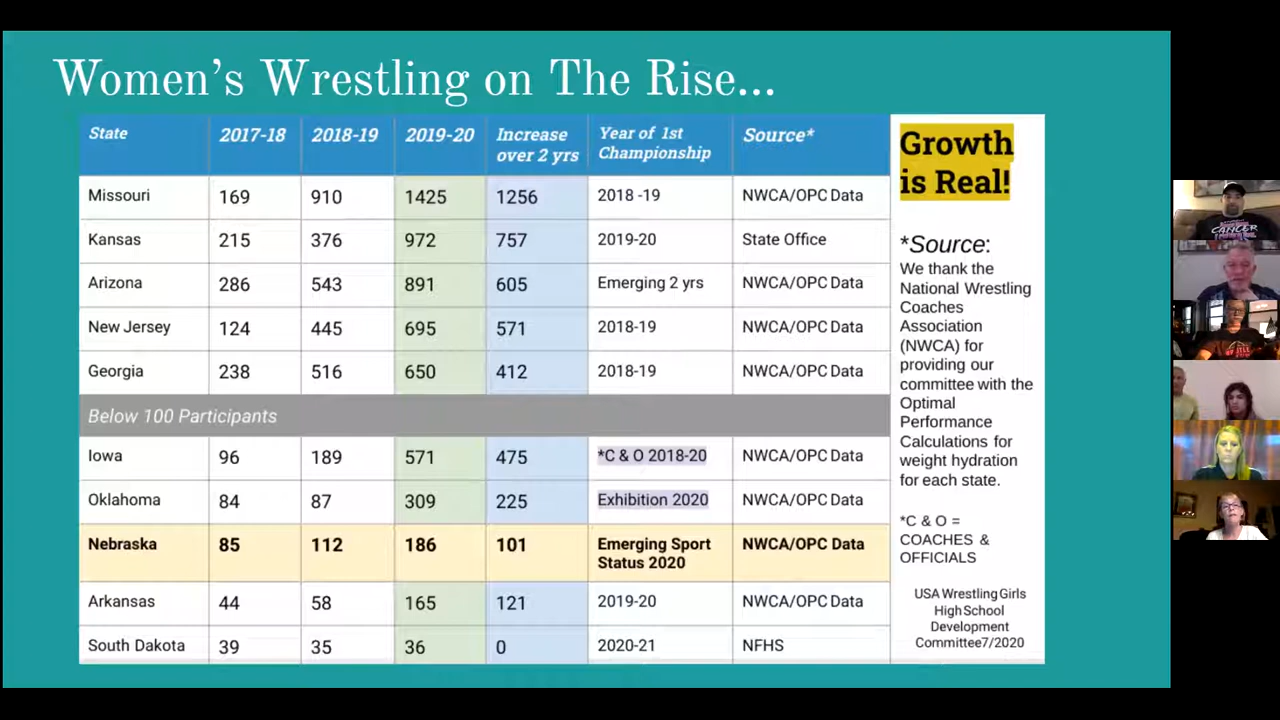 Women's Wrestling on The Rise...
State 2017-18 2018-19 2019-20 Increase over 2 yrs Year of 1st Championship Source*
Missouri 169 910 1425 1256 2018 -19 NWCA/OPC Data
Kansas 215 376 972 757 2019-20 State Office
Arizona 286 543 891 605 Emerging 2 yrs NWCA/OPC Data
New Jersey 124 445 695 571 2018-19 NWCA/OPC Data
Georgia 238 516 650 412 2018-19 NWCA/OPC Data
Below 100 Participants
Iowa 96 189 571 475 *C & O 2018-20 NWCA/OPC Data
Oklahoma 84 87 309 225 Exhibition 2020 NWCA/OPC Data
Nebraska 85 112 186 101 Emerging Sport Status 2020 NWCA/OPC Data
Arkansas 44 58 165 121 2019-20 NWCA/OPC Data
South Dakota 39 35 36 0 2020-21 NFHS
Growth
is Real!
*Source:
We thank the
National Wrestling
Coaches
Association
(NWCA) for
providing our
committee with the
Optimal
Performance
Calculations for
weight hydration
for each state.
*C & O =
COACHES &
OFFICIALS
USA Wrestling Girls
High School
Development
Committee7/2020
CANCER